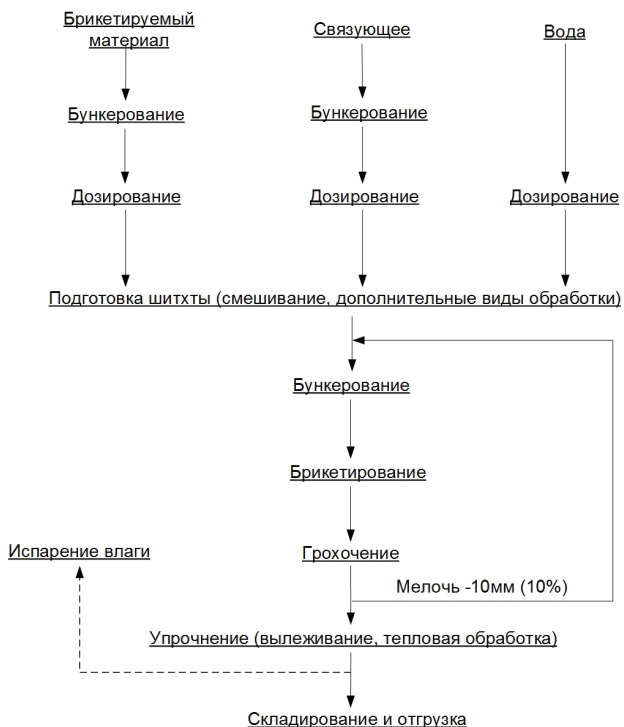 Брикетируемый
материал
Связующее
Вода
Бункерование
Бункерование
Дозирование
Дозирование
Дозирование
Подготовка шитхты (смешивание, дополнительные виды обработки)
Бункерование
Брикетирование
Грохочение
Испарение влаги
Мелочь -10мм (10%)
Упрочнение (вылеживание, тепловая обработка)
Складирование и отгрузка